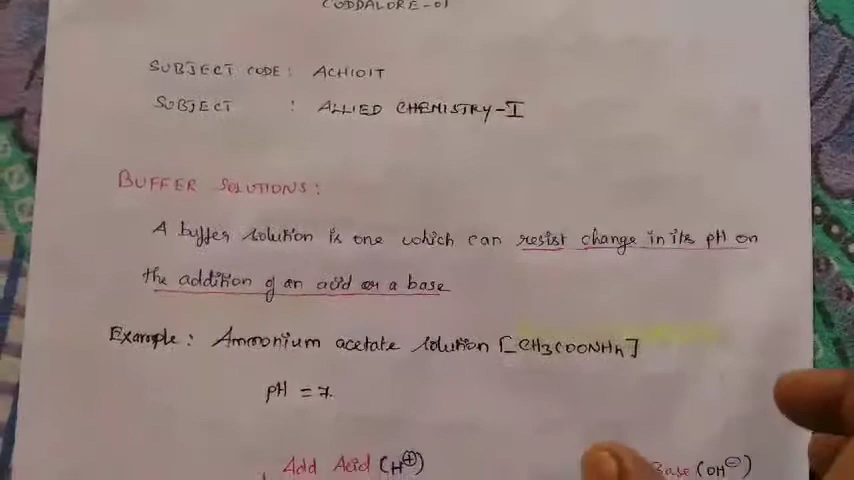 CUDDALORE-01
SUBJECT CODE: ACH101T
SUBJECT : ALLIED CHEMISTRY-I
BUFFER SOLUTIONS:
A buffer solution is one which can resist change in its pH on
the addition of an acid or a base
Example: Ammonium acetate solution [CH3COONH4]
pH = 7.
Add Acid (H⊕) Base (OH⊖)